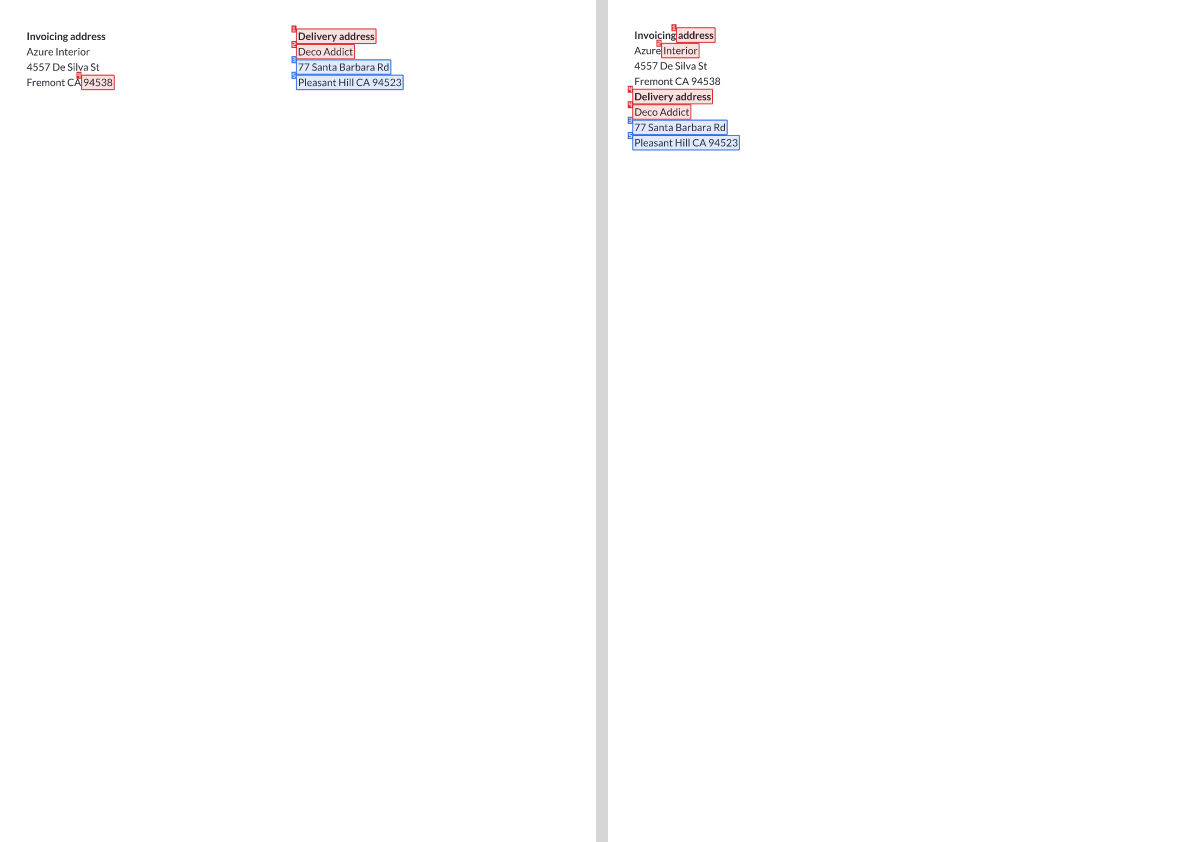 Invoicing address
Azure Interior
4557 De Silva St
Fremont CA 94538
Delivery address
Deco Addict
77 Santa Barbara Rd
Pleasant Hill CA 94523
Invoicing address
Azure Interior
4557 De Silva St
Fremont CA 94538
Delivery address
Deco Addict
77 Santa Barbara Rd
Pleasant Hill CA 94523